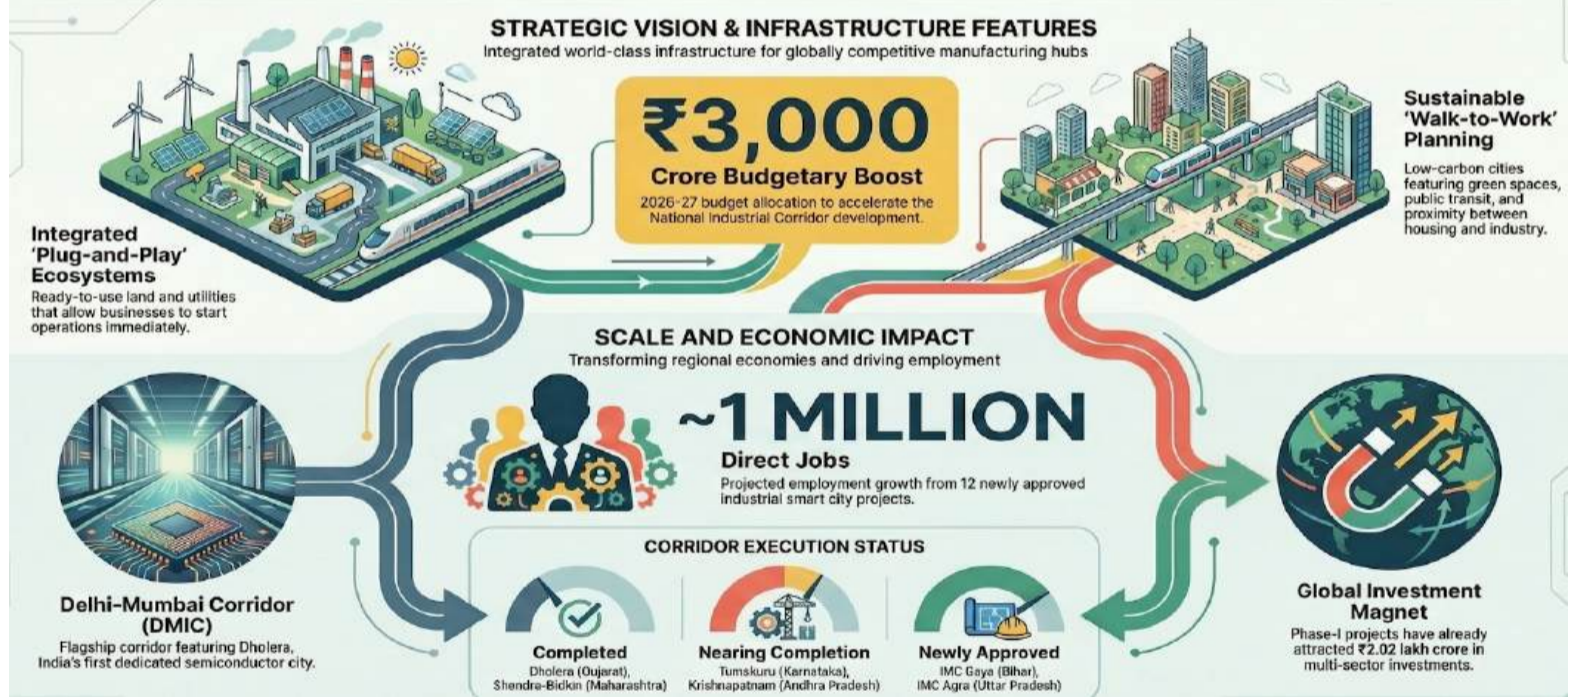 STRATEGIC VISION & INFRASTRUCTURE FEATURES
Integrated world-class infrastructure for globally competitive manufacturing hubs
₹3,000
Crore Budgetary Boost
2026-27 budget allocation to accelerate the
National Industrial Corridor development.
Integrated
'Plug-and-Play'
Ecosystems
Ready-to-use land and utilities
that allow businesses to start
operations immediately.
Sustainable
'Walk-to-Work'
Planning
Low-carbon cities
featuring green spaces,
public transit, and
proximity between
housing and industry.
SCALE AND ECONOMIC IMPACT
Transforming regional economies and driving employment
~1 MILLION
Direct Jobs
Projected employment growth from 12 newly approved
industrial smart city projects.
Delhi-Mumbai Corridor
(DMIC)
Flagship corridor featuring Dholera,
India's first dedicated semiconductor city.
CORRIDOR EXECUTION STATUS
Completed
Dholera (Gujarat),
Shendra-Bidkin (Maharashtra)
Nearing Completion
Tumskuru (Karnataka),
Krishnapatnam (Andhra Pradesh)
Newly Approved
IMC Gaya (Bihar),
IMC Agra (Uttar Pradesh)
Global Investment
Magnet
Phase-I projects have already
attracted ₹2.02 lakh crore in
multi-sector investments.